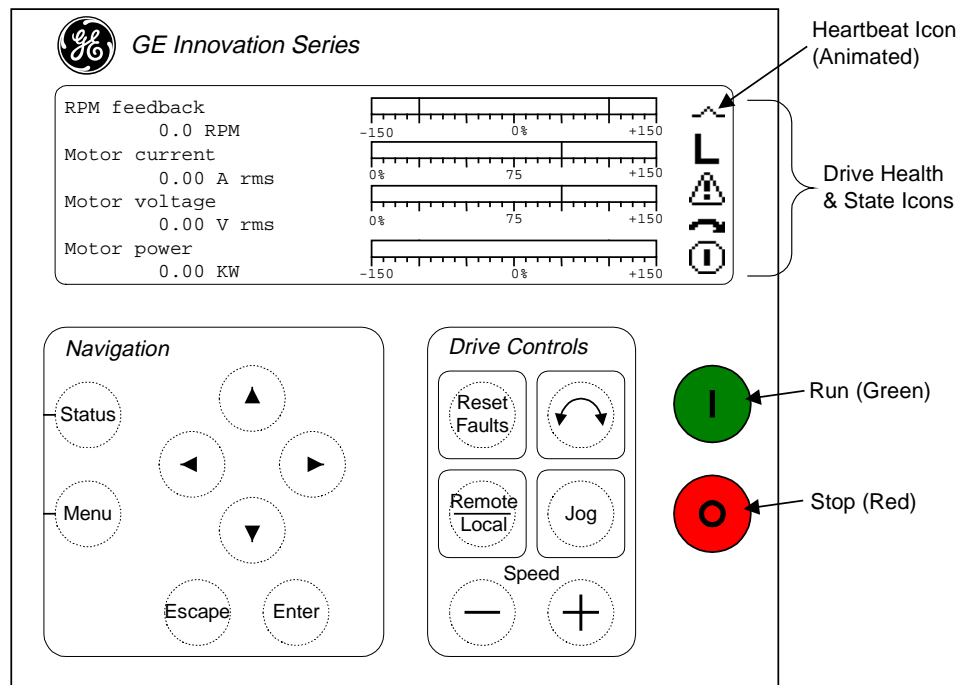 GE GE Innovation Series
Heartbeat Icon
(Animated)
RPM feedback
0.0 RPM
-150 0% +150
Motor current
0.00 A rms
0% 75 +150
Motor voltage
0.00 V rms
0% 75 +150
Motor power
0.00 KW
-150 0% +150
L
Drive Health
& State Icons
Navigation
Status
Menu
Escape
Enter
Drive Controls
Reset
Faults
Remote
Local
Jog
Speed
Run (Green)
Stop (Red)